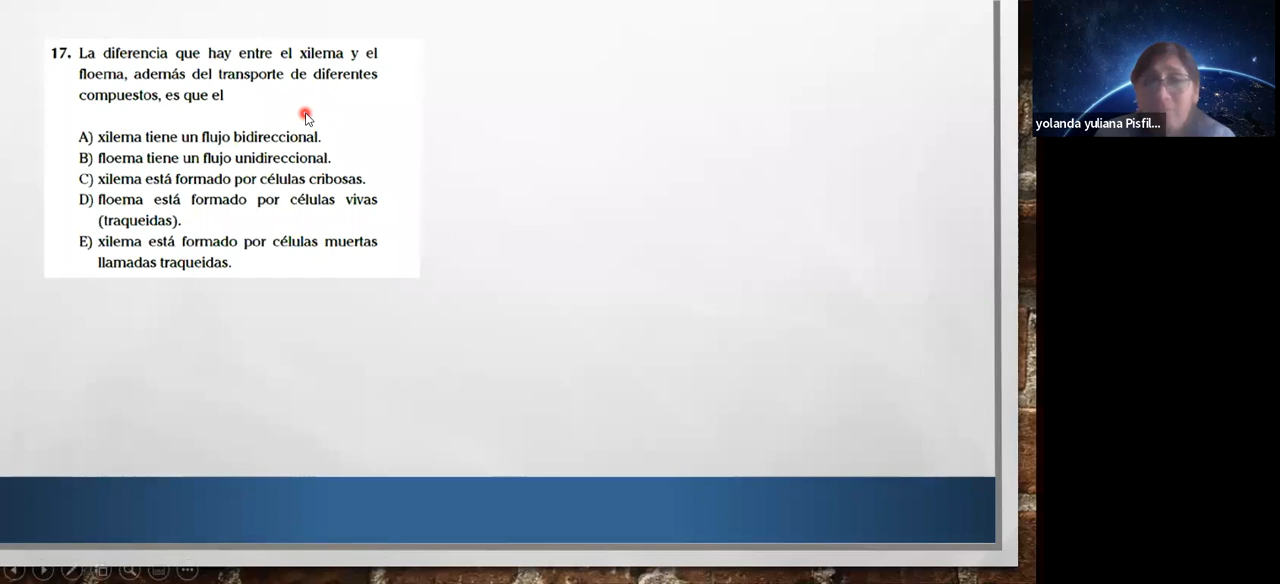 17. La diferencia que hay entre el xilema y el
floema, además del transporte de diferentes
compuestos, es que el
A) xilema tiene un flujo bidireccional.
B) floema tiene un flujo unidireccional.
C) xilema está formado por células cribosas.
D) floema está formado por células vivas
(traqueidas).
E) xilema está formado por células muertas
llamadas traqueidas.
yolanda yuliana Pisfil...